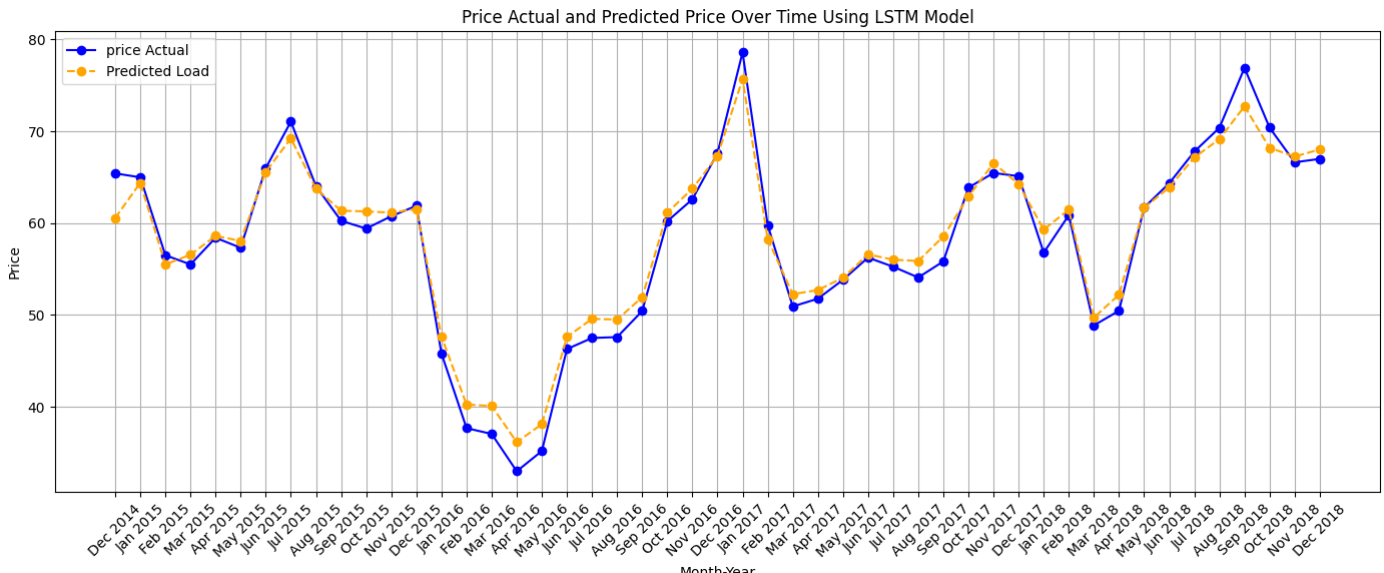 Price Actual and Predicted Price Over Time Using LSTM Model
price Actual
Predicted Load
80
70
60
50
40
Price
Dec 2014
Jan 2015
Feb 2015
Mar 2015
Apr 2015
May 2015
Jun 2015
Jul 2015
Aug 2015
Sep 2015
Oct 2015
Nov 2015
Dec 2015
Jan 2016
Feb 2016
Mar 2016
Apr 2016
May 2016
Jun 2016
Jul 2016
Aug 2016
Sep 2016
Oct 2016
Nov 2016
Dec 2016
Jan 2017
Feb 2017
Mar 2017
Apr 2017
May 2017
Jun 2017
Jul 2017
Aug 2017
Sep 2017
Oct 2017
Nov 2017
Dec 2017
Jan 2018
Feb 2018
Mar 2018
Apr 2018
May 2018
Jun 2018
Jul 2018
Aug 2018
Sep 2018
Oct 2018
Nov 2018
Dec 2018
Month-Year